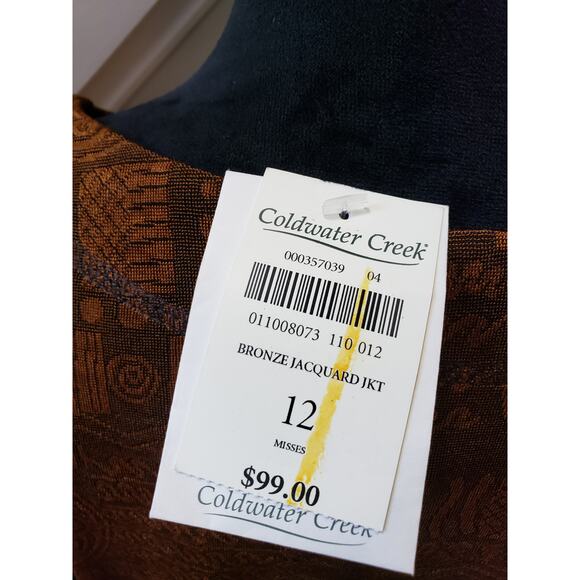 Coldwater Creek®
000357039 04
011008073 110 012
BRONZE JACQUARD JKT
12
MISSES
$99.00
Coldwater Creek